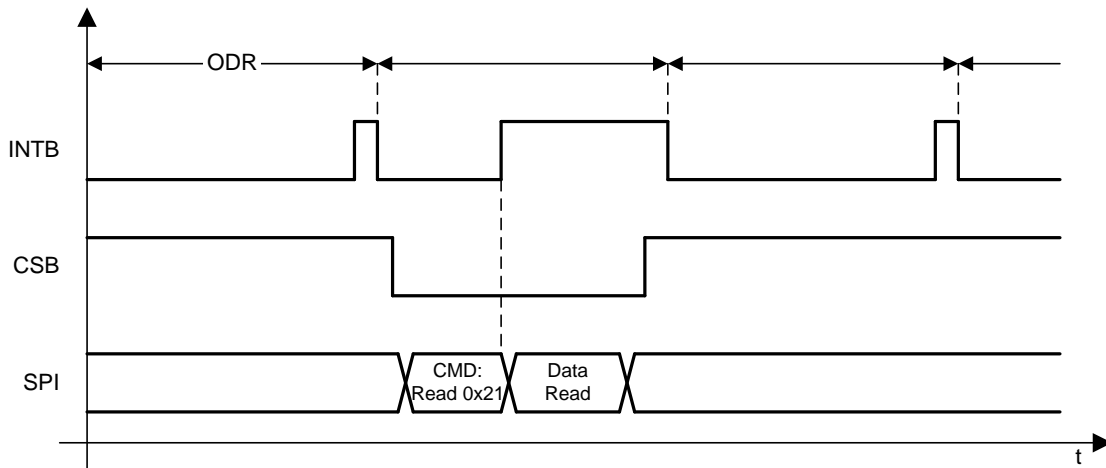 ODR
INTB
CSB
SPI
CMD:
Read 0x21
Data
Read
t